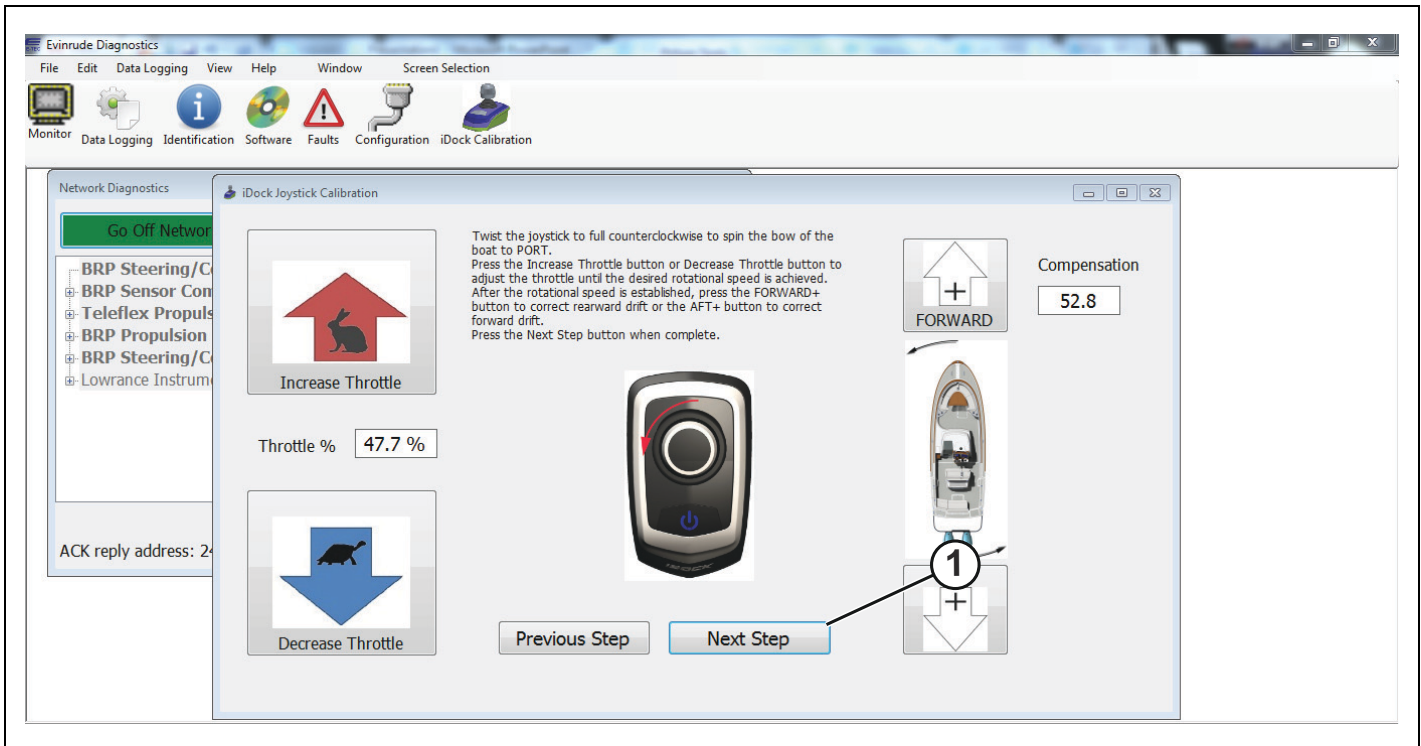 Evinrude Diagnostics
File Edit Data Logging View Help Window Screen Selection
Monitor Data Logging Identification Software Faults Configuration iDock Calibration
Network Diagnostics
Go Off Networ
BRP Steering/C
BRP Sensor Con
Teleflex Propuls
BRP Propulsion
BRP Steering/C
Lowrance Instrum
ACK reply address: 24
iDock Joystick Calibration
Increase Throttle
Throttle % 47.7 %
Decrease Throttle
Twist the joystick to full counterclockwise to spin the bow of the
boat to PORT.
Press the Increase Throttle button or Decrease Throttle button to
adjust the throttle until the desired rotational speed is achieved.
After the rotational speed is established, press the FORWARD+
button to correct rearward drift or the AFT+ button to correct
forward drift.
Press the Next Step button when complete.
iDOCK
Previous Step Next Step
+
FORWARD
Compensation
52.8
1
+